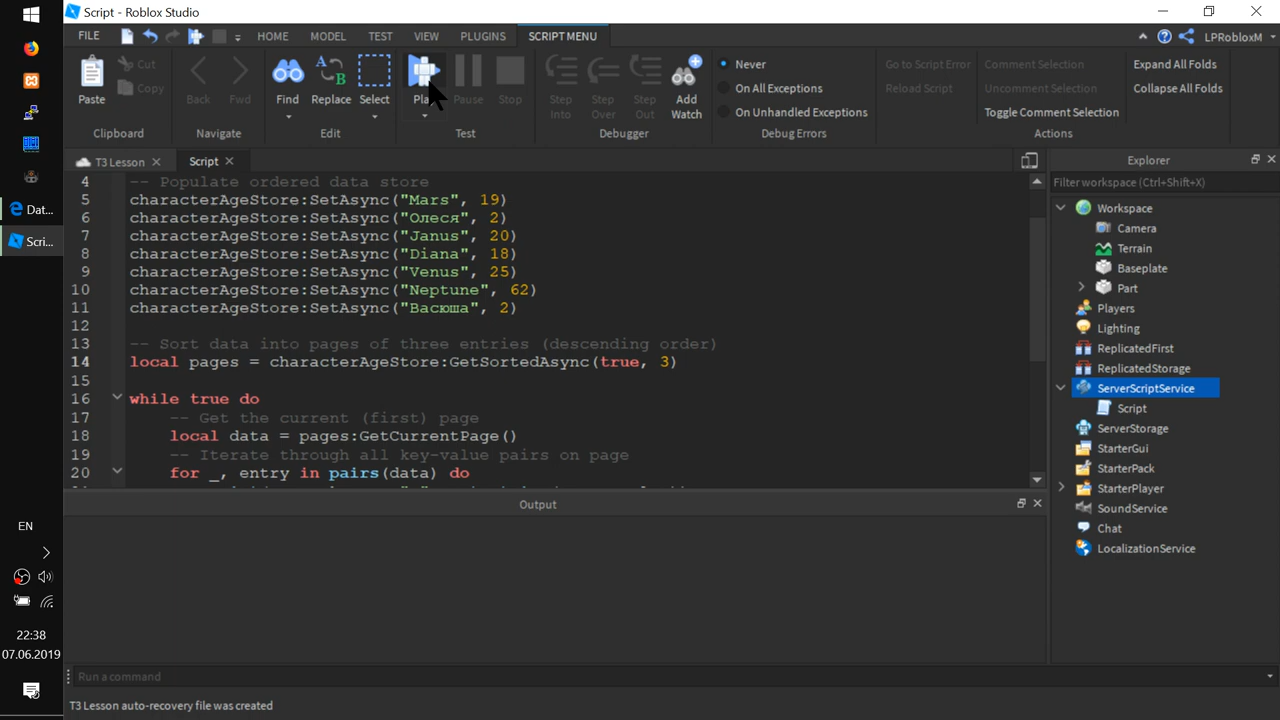 Script - Roblox Studio
FILE
HOME
MODEL
TEST
VIEW
PLUGINS
SCRIPT MENU
LPRobloxM
Paste
Cut
Copy
Clipboard
Back
Fwd
Navigate
Find
Replace
Select
Edit
Play
Pause
Stop
Test
Step Into
Step Over
Step Out
Add Watch
Debugger
Never
On All Exceptions
On Unhandled Exceptions
Debug Errors
Go to Script Error
Reload Script
Comment Selection
Uncomment Selection
Toggle Comment Selection
Actions
Expand All Folds
Collapse All Folds
T3 Lesson
Script
4 -- Populate ordered data store
5 characterAgeStore:SetAsync("Mars", 19)
6 characterAgeStore:SetAsync("Олеся", 2)
7 characterAgeStore:SetAsync("Janus", 20)
8 characterAgeStore:SetAsync("Diana", 18)
9 characterAgeStore:SetAsync("Venus", 25)
10 characterAgeStore:SetAsync("Neptune", 62)
11 characterAgeStore:SetAsync("Васюша", 2)
12
13 -- Sort data into pages of three entries (descending order)
14 local pages = characterAgeStore:GetSortedAsync(true, 3)
15
16 while true do
17 -- Get the current (first) page
18 local data = pages:GetCurrentPage()
19 -- Iterate through all key-value pairs on page
20 for _, entry in pairs(data) do
Output
Run a command
T3 Lesson auto-recovery file was created
Explorer
Filter workspace (Ctrl+Shift+X)
Workspace
Camera
Terrain
Baseplate
Part
Players
Lighting
ReplicatedFirst
ReplicatedStorage
ServerScriptService
Script
ServerStorage
StarterGui
StarterPack
StarterPlayer
SoundService
Chat
LocalizationService
Dat...
Scri...
EN
22:38
07.06.2019